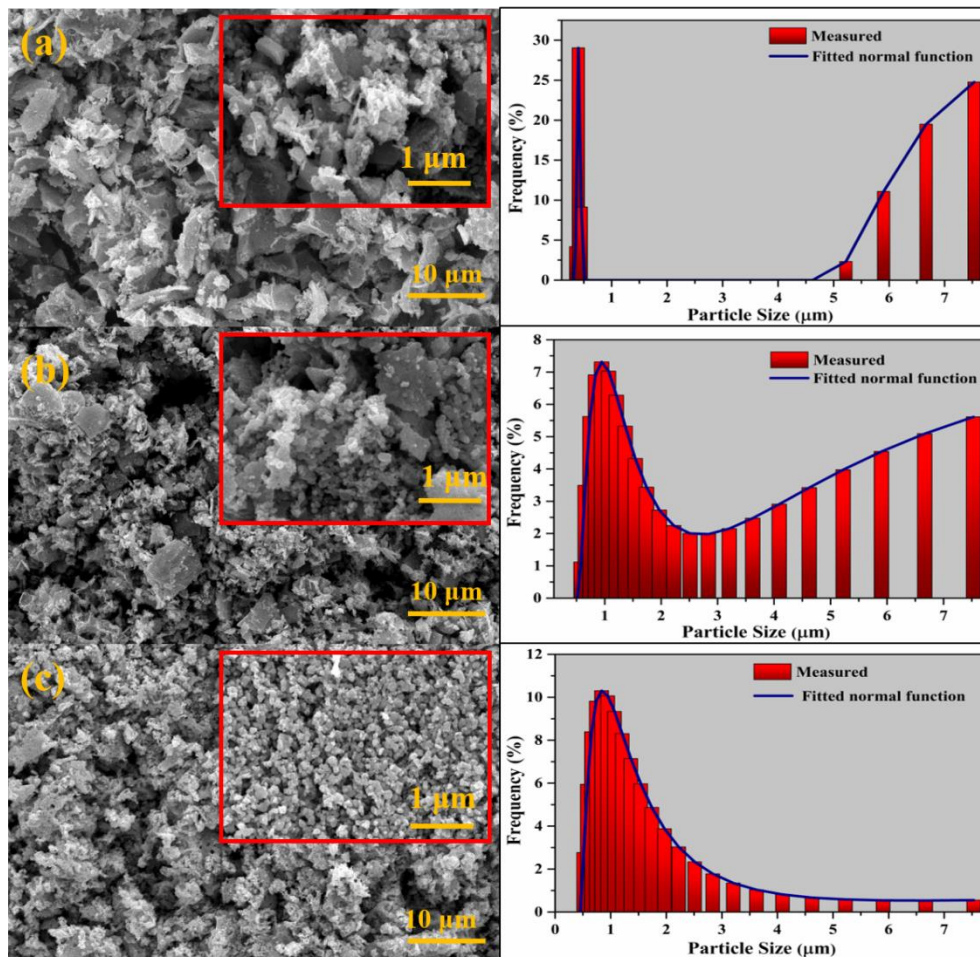 (a)
1 μm
10 μm
Measured
Fitted normal function
Frequency (%)
30
25
20
15
10
5
0
1 2 3 4 5 6 7
Particle Size (μm)
(b)
1 μm
10 μm
Measured
Fitted normal function
Frequency (%)
8
7
6
5
4
3
2
1
0
0 1 2 3 4 5 6 7
Particle Size (μm)
(c)
1 μm
10 μm
Measured
Fitted normal function
Frequency (%)
12
10
8
6
4
2
0
0 1 2 3 4 5 6 7
Particle Size (μm)